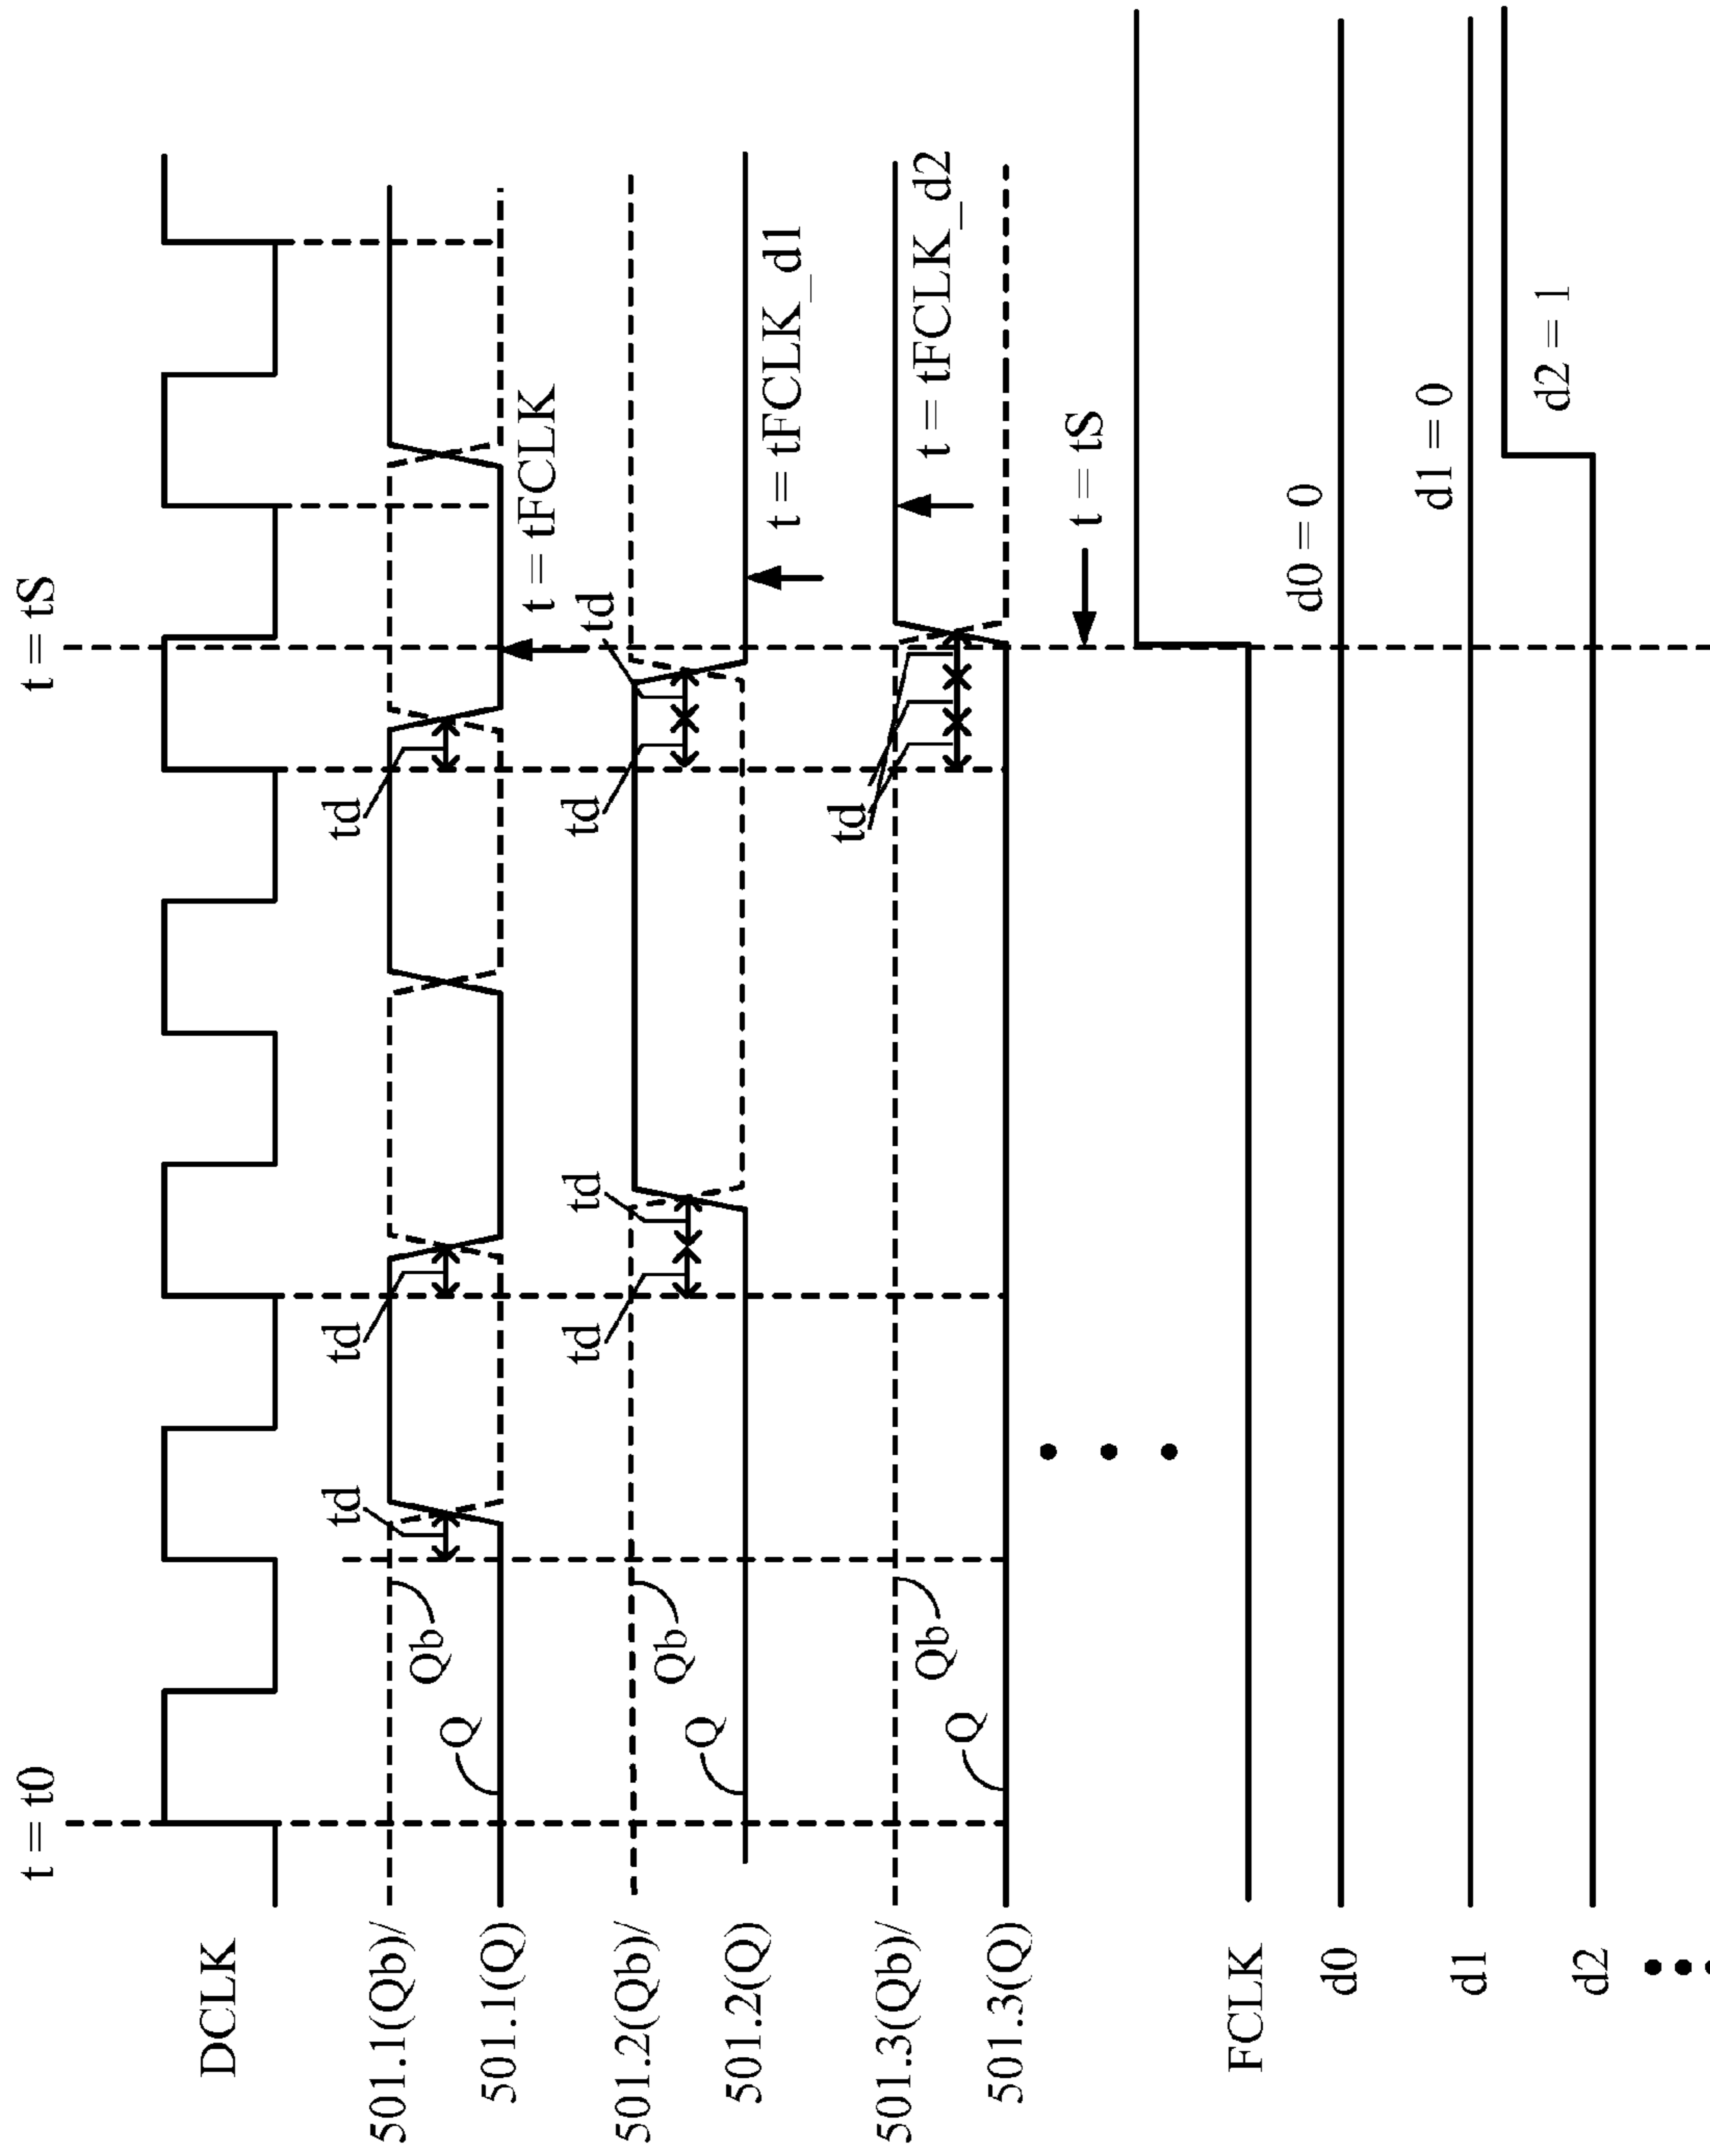 t = t0
t = tS
DCLK
501.1(Qb)/
501.1(Q)
Q
Qb
td
td
td
t = tFCLK
501.2(Qb)/
501.2(Q)
Q
Qb
td
td
td
td
t = tFCLK_d1
501.3(Qb)/
501.3(Q)
Q
Qb
td
t = tFCLK_d2
t = tS
FCLK
d0
d0 = 0
d1
d1 = 0
d2
d2 = 1